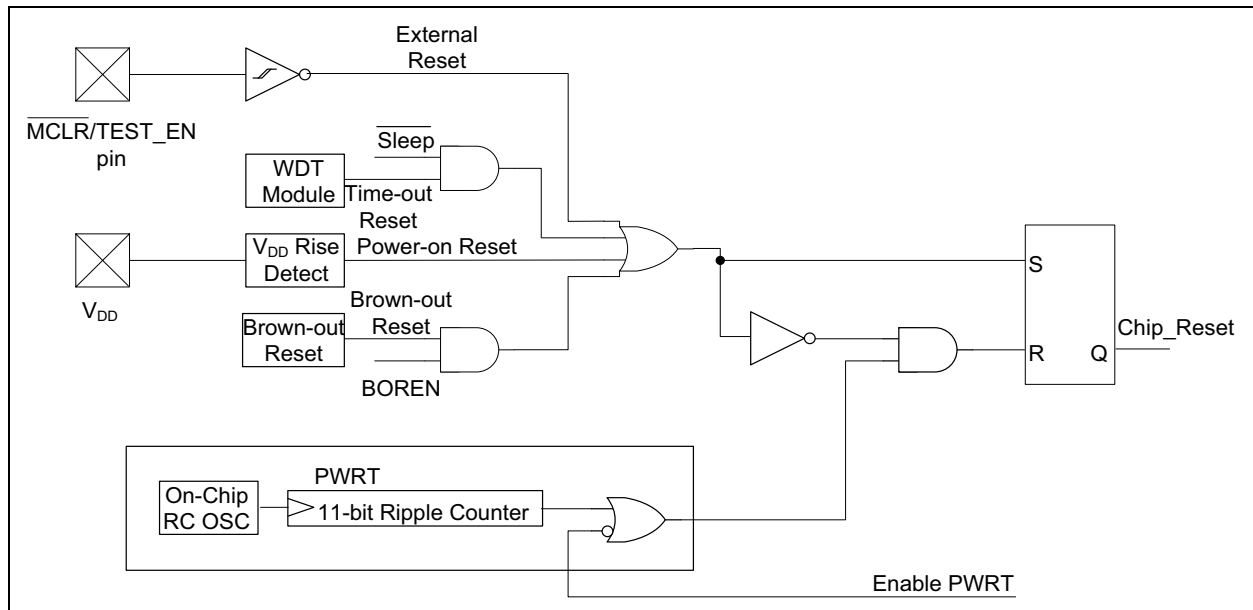 External
Reset
MCLR/TEST_EN
pin
Sleep
WDT
Module
Time-out
Reset
VDD Rise
Detect
Power-on Reset
VDD
Brown-out
Reset
Brown-out
Reset
BOREN
S
R
Q
Chip_Reset
PWRT
On-Chip
RC OSC
11-bit Ripple Counter
Enable PWRT